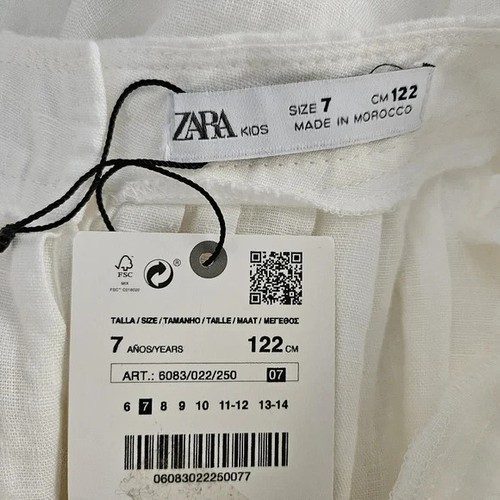 ZARA KIDS SIZE 7 CM 122
MADE IN MOROCCO
FSC
MIX
®
TALLA / SIZE / TAMANHO / TAILLE / MAAT / ΜΕΓΕΘΟΣ
7 AÑOS/YEARS 122 CM
ART.: 6083/022/250 07
6 7 8 9 10 11-12 13-14
06083022250077